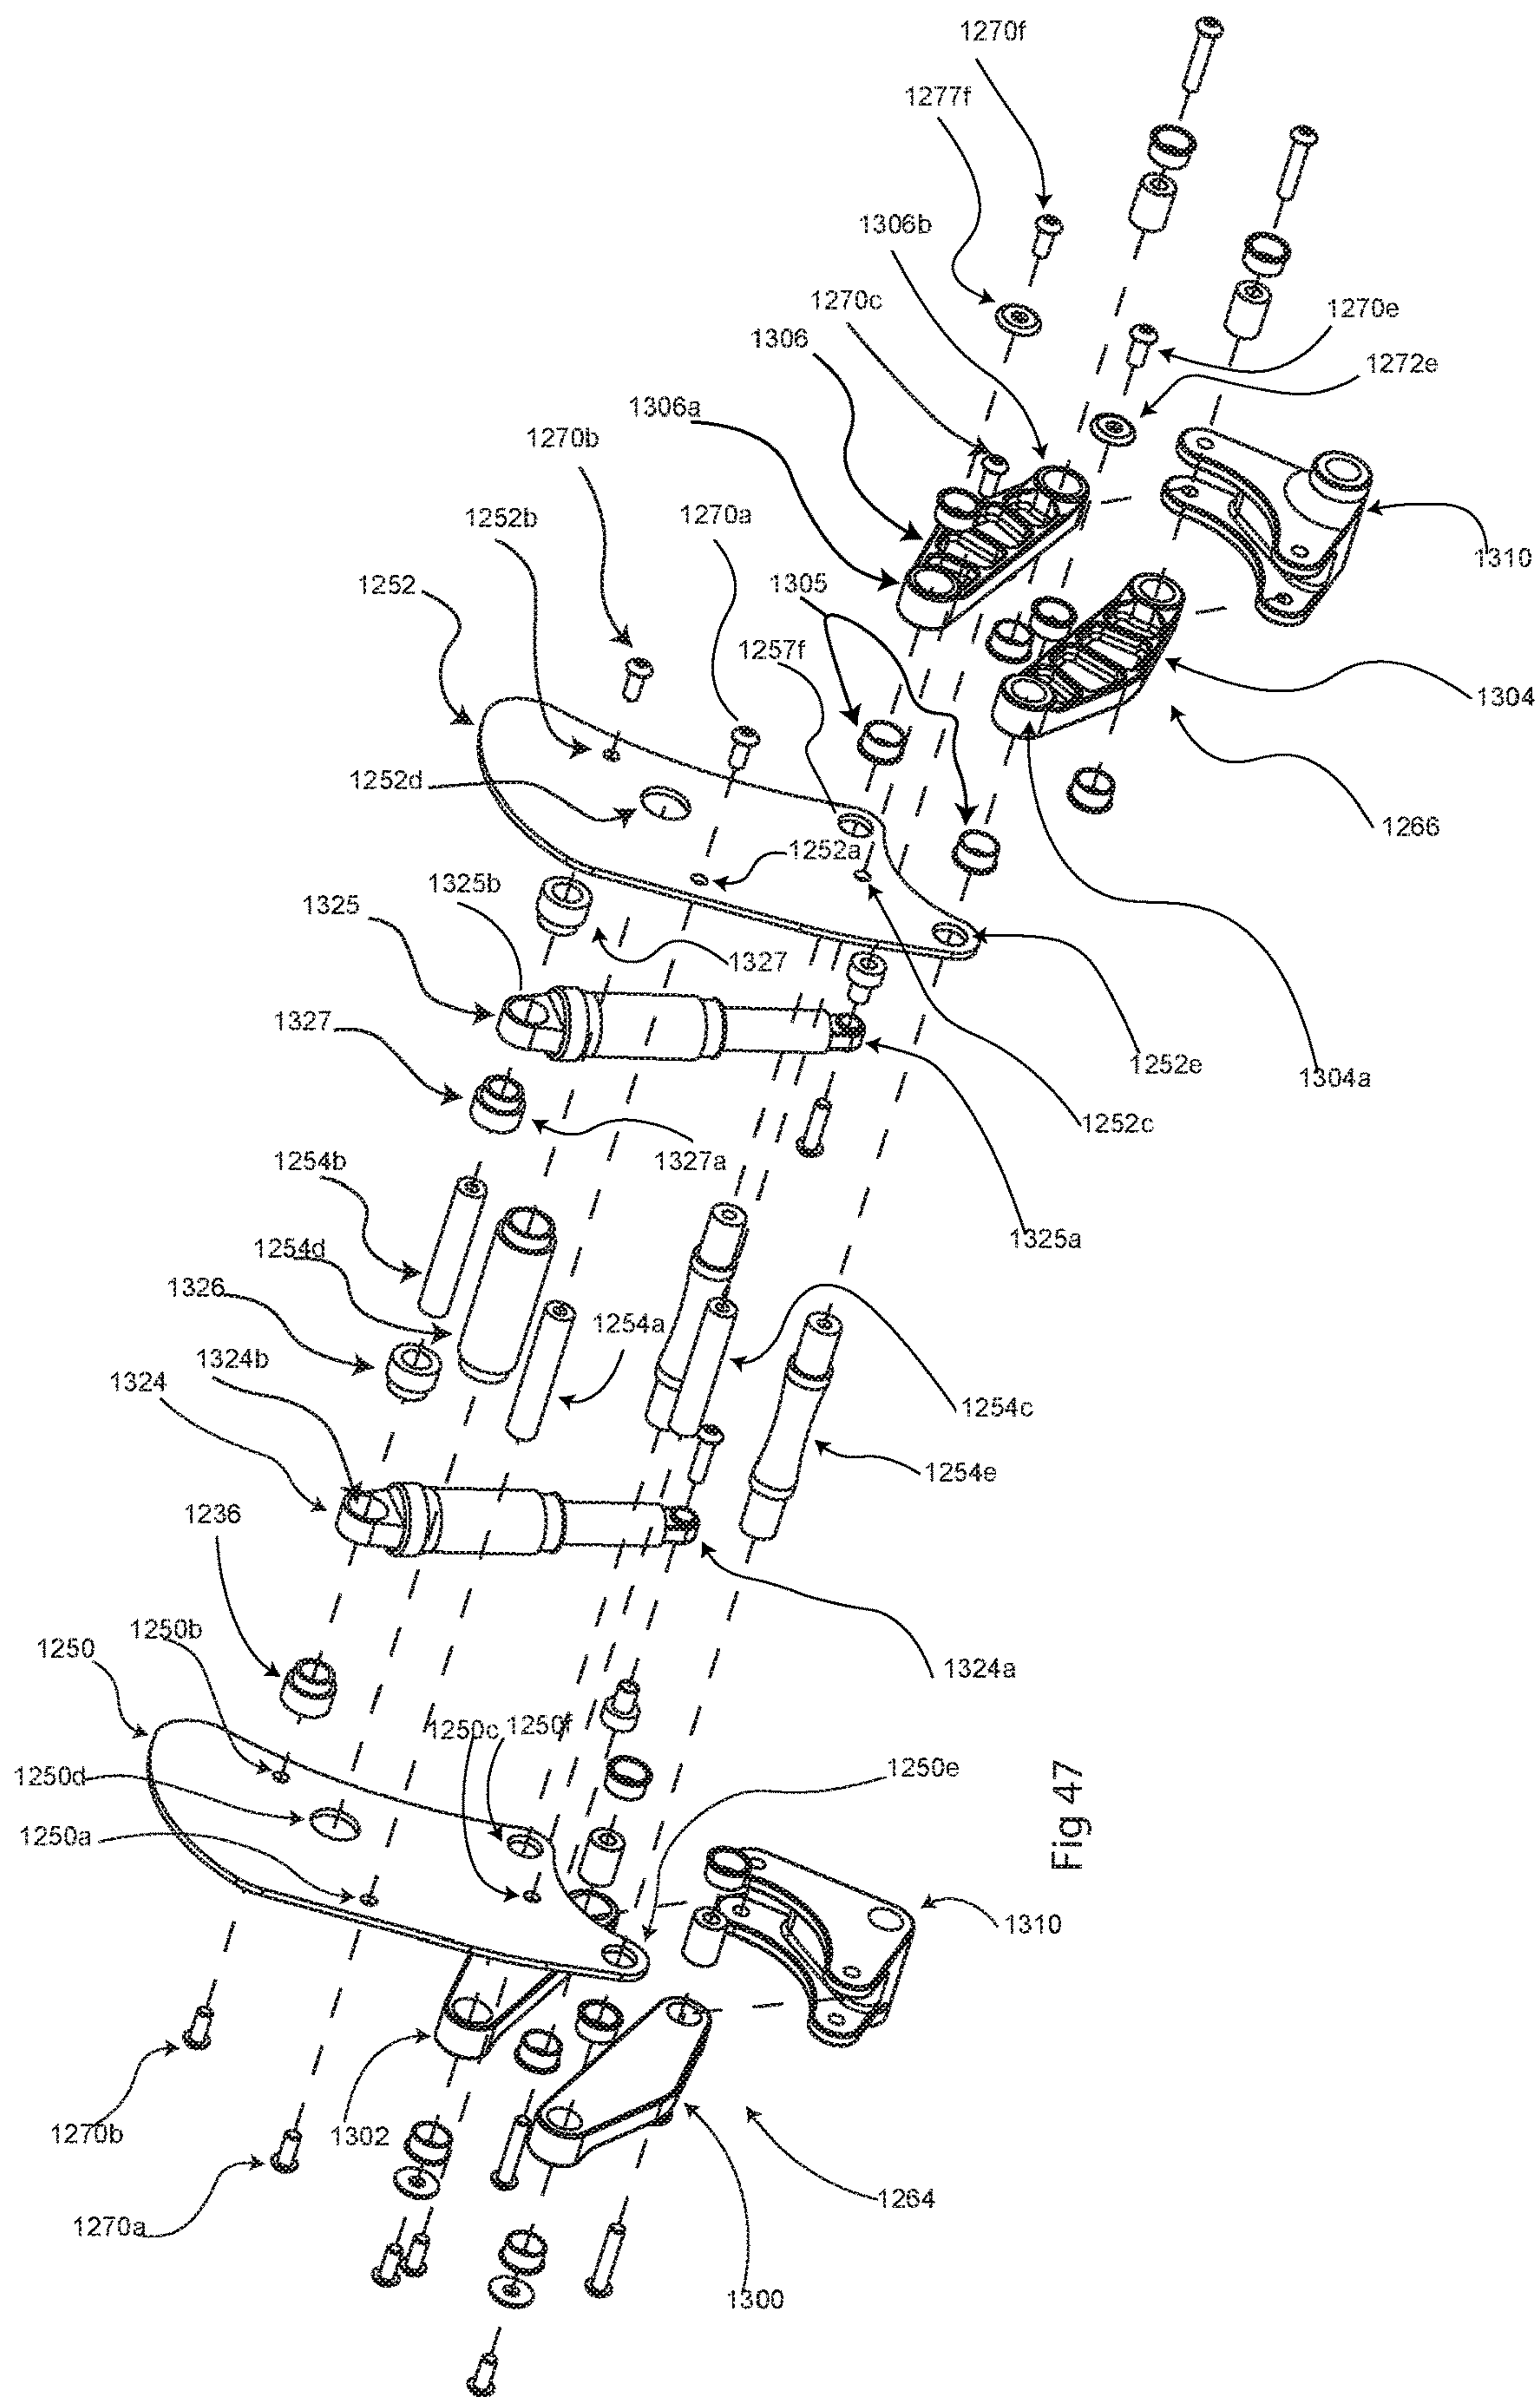 1270f
1277f
1306b
1270c
1270e
1306
1272e
1306a
1270b
1252b
1270a
1310
1252
1305
1257f
1304
1252d
1266
1252a
1325b
1325
1327
1327
1252e
1304a
1252c
1327a
1254b
1325a
1254d
1326
1254a
1324b
1324
1254c
1254e
1236
1250b
1250
1324a
1250c
1250f
1250d
1250e
1250a
Fig 47
1310
1270b
1302
1264
1270a
1300